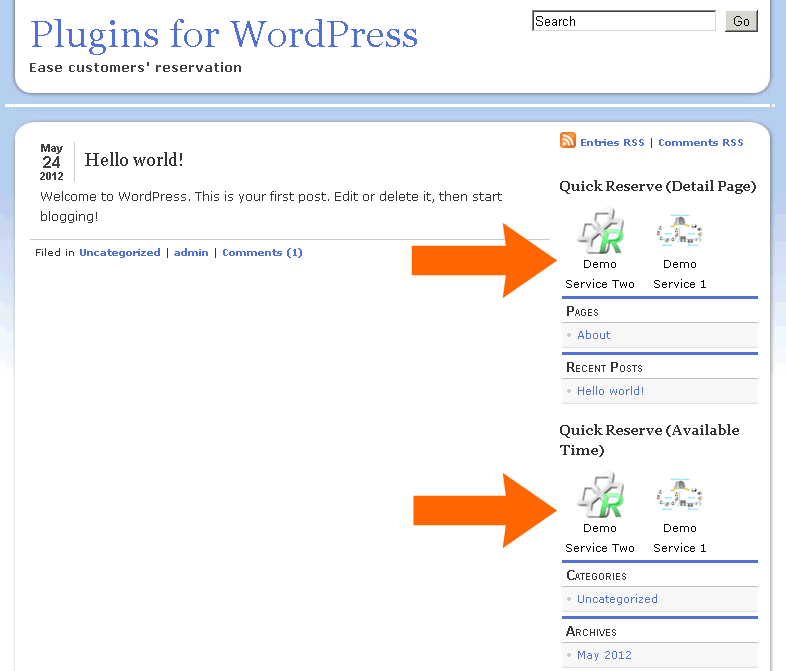 Plugins for WordPress
Ease customers' reservation
Search
Go
May
24
2012
Hello world!
Welcome to WordPress. This is your first post. Edit or delete it, then start
blogging!
Filed in Uncategorized | admin | Comments (1)
Entries RSS | Comments RSS
Quick Reserve (Detail Page)
R
Demo
Service Two
Demo
Service 1
Pages
About
Recent Posts
Hello world!
Quick Reserve (Available
Time)
R
Demo
Service Two
Demo
Service 1
Categories
Uncategorized
Archives
May 2012